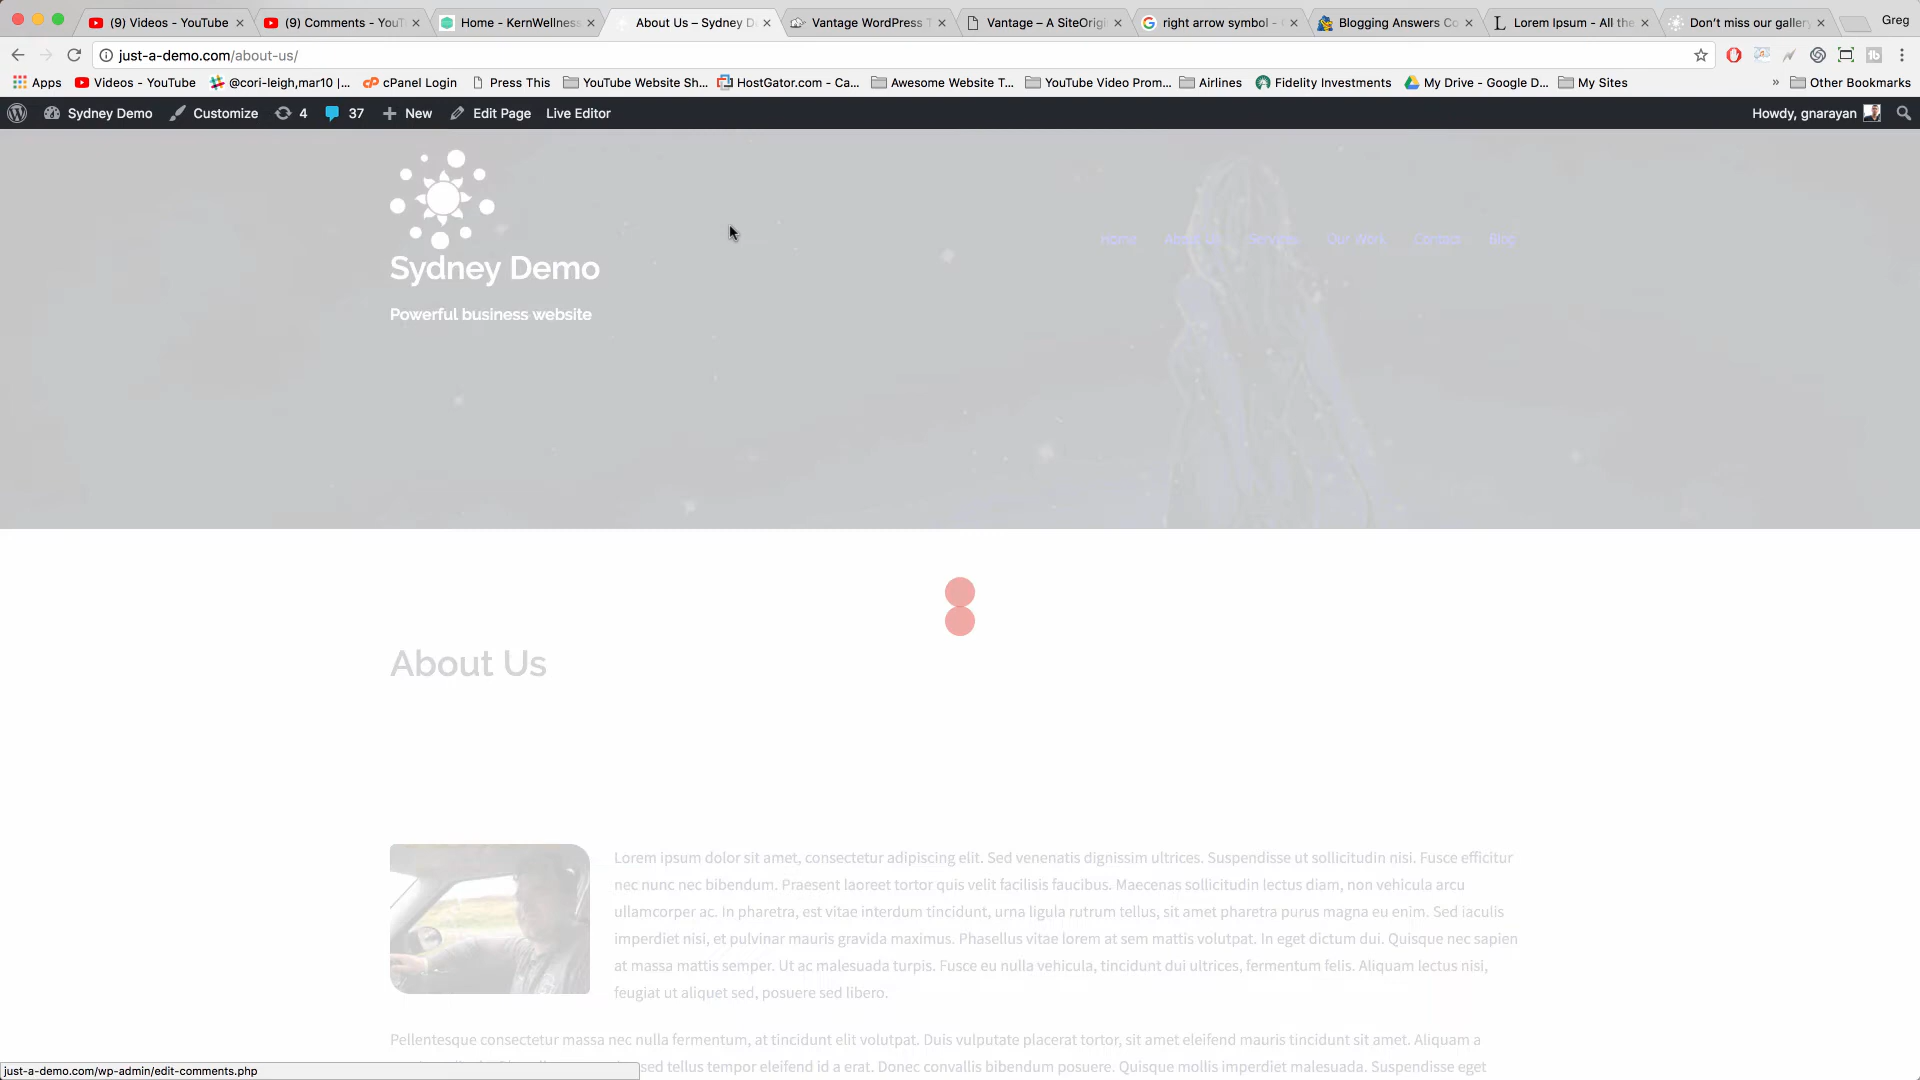 (9) Videos - YouTube
(9) Comments - YouT
Home - KernWellness
About Us – Sydney D
Vantage WordPress T
Vantage – A SiteOrigi
right arrow symbol -
Blogging Answers Co
Lorem Ipsum - All the
Don't miss our gallery
Greg
just-a-demo.com/about-us/
Apps
Videos - YouTube
@cori-leigh,mar10 |...
cPanel Login
Press This
YouTube Website Sh...
HostGator.com - Ca...
Awesome Website T...
YouTube Video Prom...
Airlines
Fidelity Investments
My Drive - Google D...
My Sites
» Other Bookmarks
Sydney Demo
Customize
4
37
New
Edit Page
Live Editor
Howdy, gnarayan
Home About Us Services Our Work Contact Blog
Sydney Demo
Powerful business website
About Us
Lorem ipsum dolor sit amet, consectetur adipiscing elit. Sed venenatis dignissim ultrices. Suspendisse ut sollicitudin nisi. Fusce efficitur
nec nunc nec bibendum. Praesent laoreet tortor quis velit facilisis faucibus. Maecenas sollicitudin lectus diam, non vehicula arcu
ullamcorper ac. In pharetra, est vitae interdum tincidunt, urna ligula rutrum tellus, sit amet pharetra purus magna eu enim. Sed iaculis
imperdiet nisi, et pulvinar mauris gravida maximus. Phasellus vitae lorem at sem mattis volutpat. In eget dictum dui. Quisque nec sapien
at massa mattis semper. Ut ac malesuada turpis. Fusce eu nulla vehicula, tincidunt dui ultrices, fermentum felis. Aliquam lectus nisi,
feugiat ut aliquet sed, posuere sed libero.
Pellentesque consectetur massa nec nulla fermentum, at tincidunt elit volutpat. Duis vulputate placerat tortor, sit amet eleifend mauris tincidunt sit amet. Aliquam a
sed tellus tempor eleifend id a erat. Donec convallis bibendum posuere. Quisque mollis imperdiet malesuada. Suspendisse eget
just-a-demo.com/wp-admin/edit-comments.php